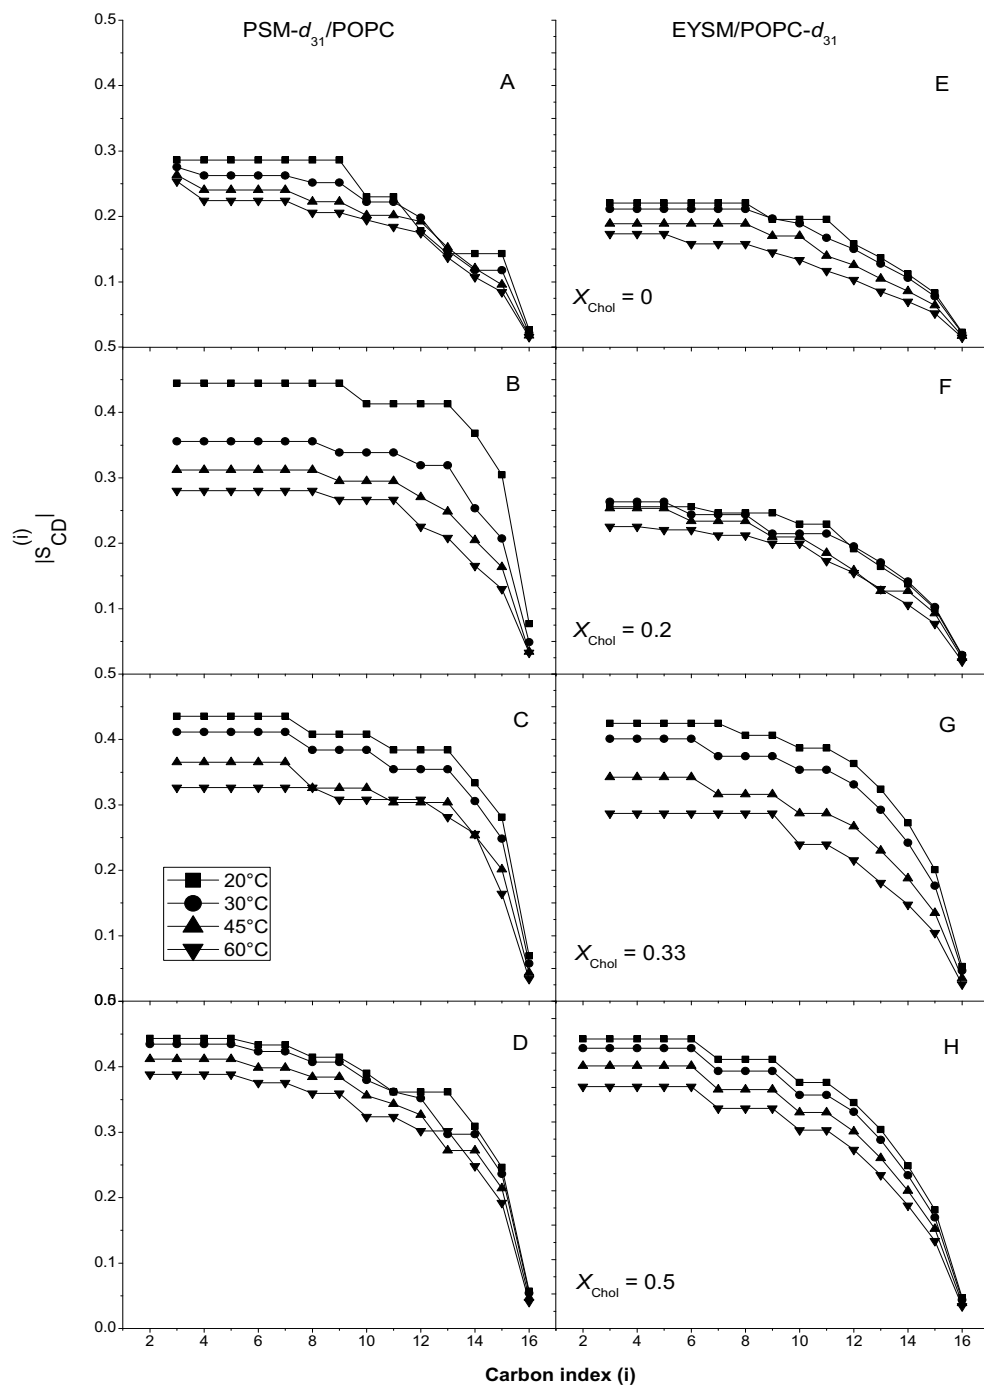 PSM-d31/POPC
EYSM/POPC-d31
0.5
0.4
0.3
0.2
0.1
A
E
XChol = 0
0.5
0.4
0.3
0.2
0.1
B
F
XChol = 0.2
|SCD(i)|
0.5
0.4
0.3
0.2
0.1
0.0
C
G
20°C
30°C
45°C
60°C
XChol = 0.33
0.5
0.4
0.3
0.2
0.1
0.0
D
H
XChol = 0.5
2 4 6 8 10 12 14 16
2 4 6 8 10 12 14 16
Carbon index (i)